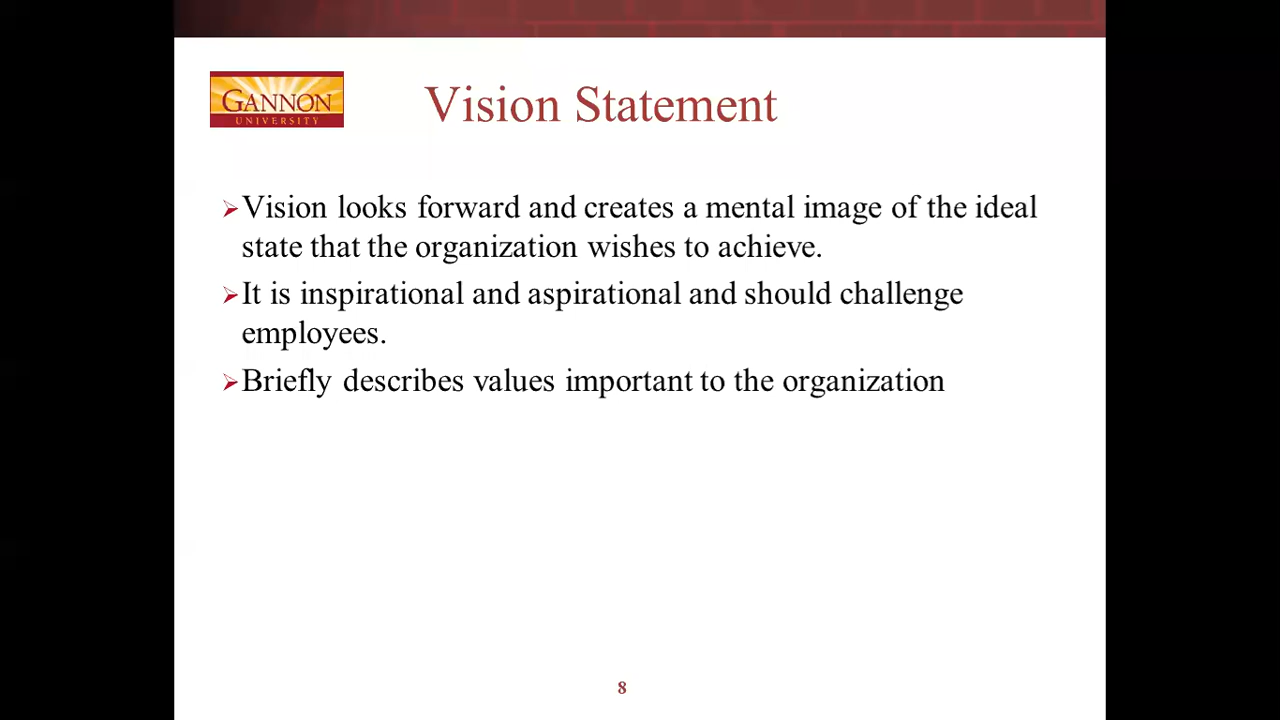 GANNON
UNIVERSITY
Vision Statement
Vision looks forward and creates a mental image of the ideal
state that the organization wishes to achieve.
It is inspirational and aspirational and should challenge
employees.
Briefly describes values important to the organization
8